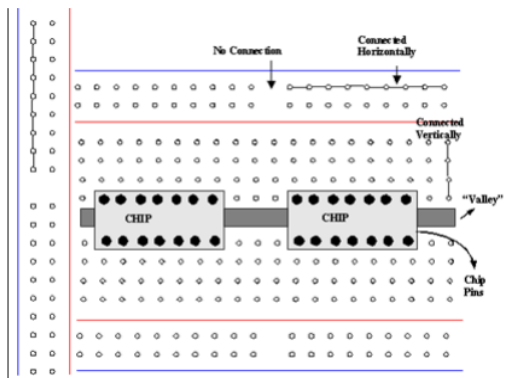 No Connection
Connected
Horizontally
Connected
Vertically
CHIP
CHIP
“Valley”
Chip
Pins